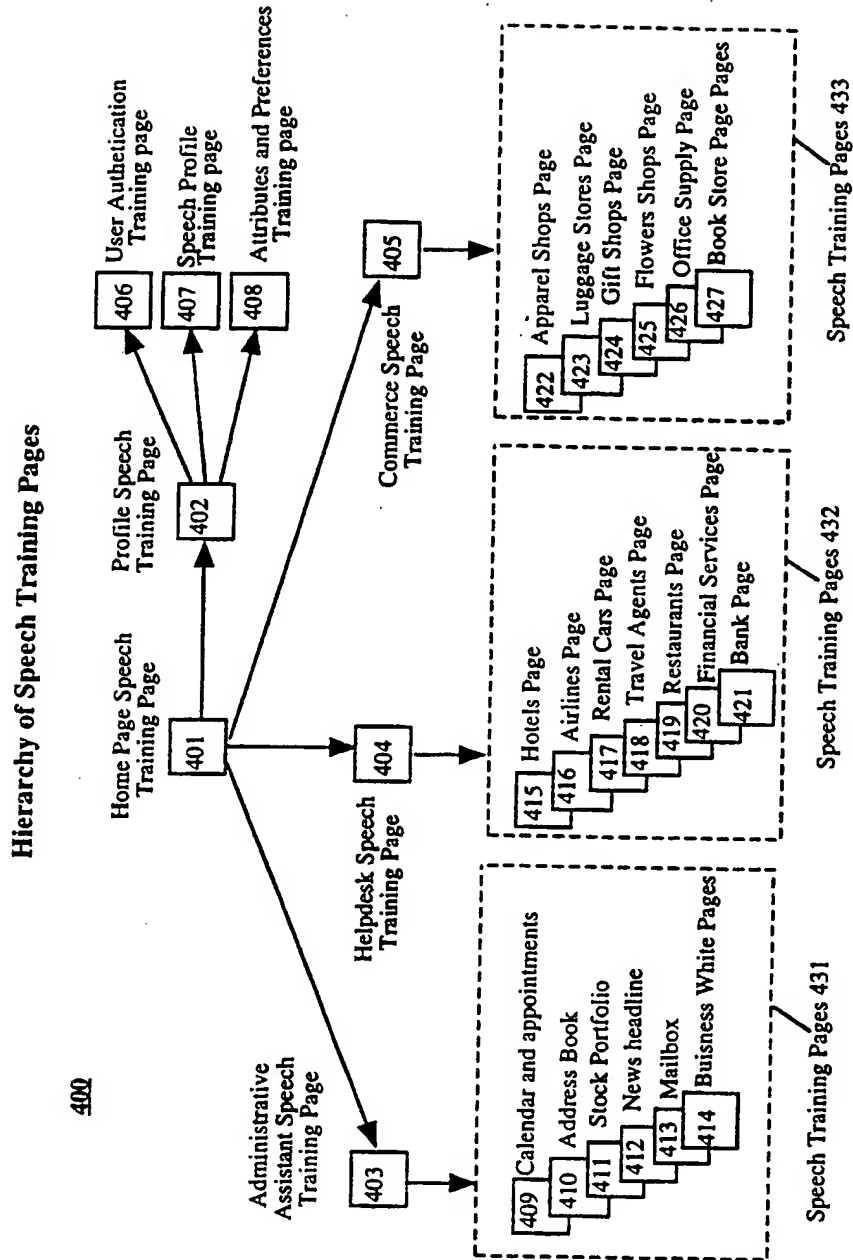 Hierarchy of Speech Training Pages
400
Home Page Speech
Training Page
401
Profile Speech
Training Page
402
406
User Authetication
Training page
407
Speech Profile
Training page
408
Attributes and Preferences
Training page
Administrative
Assistant Speech
Training Page
403
Helpdesk Speech
Training Page
404
Commerce Speech
Training Page
405
409 Calendar and appointments
410 Address Book
411 Stock Portfolio
412 News headline
413 Mailbox
414 Buisness White Pages
Speech Training Pages 431
415 Hotels Page
416 Airlines Page
417 Rental Cars Page
418 Travel Agents Page
419 Restaurants Page
420 Financial Services Page
421 Bank Page
Speech Training Pages 432
422 Apparel Shops Page
423 Luggage Stores Page
424 Gift Shops Page
425 Flowers Shops Page
426 Office Supply Page
427 Book Store Page Pages
Speech Training Pages 433